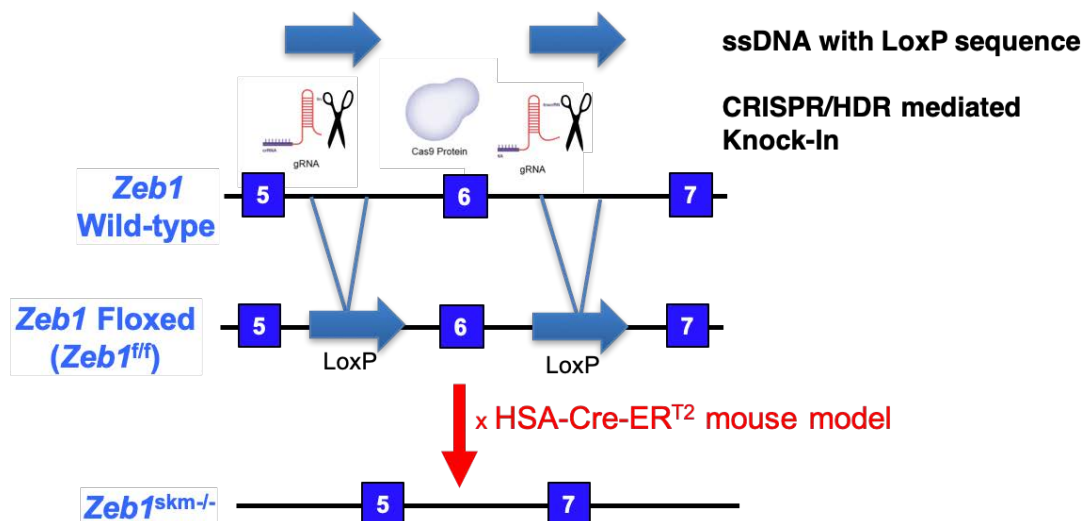 ssDNA with LoxP sequence
CRISPR/HDR mediated
Knock-In
gRNA
Cas9 Protein
gRNA
Zeb1
Wild-type
5
6
7
Zeb1 Floxed
(Zeb1f/f)
5
6
7
LoxP
LoxP
x HSA-Cre-ERT2 mouse model
Zeb1skm-/-
5
7